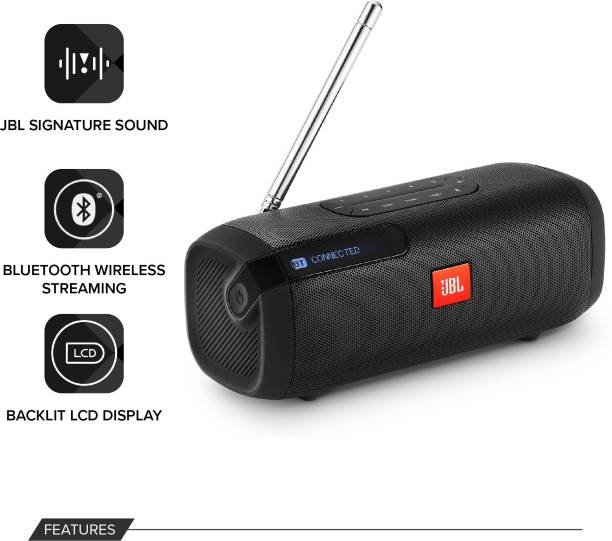 JBL SIGNATURE SOUND
BLUETOOTH WIRELESS
STREAMING
LCD
BACKLIT LCD DISPLAY
BT CONNECTED
JBL
FEATURES